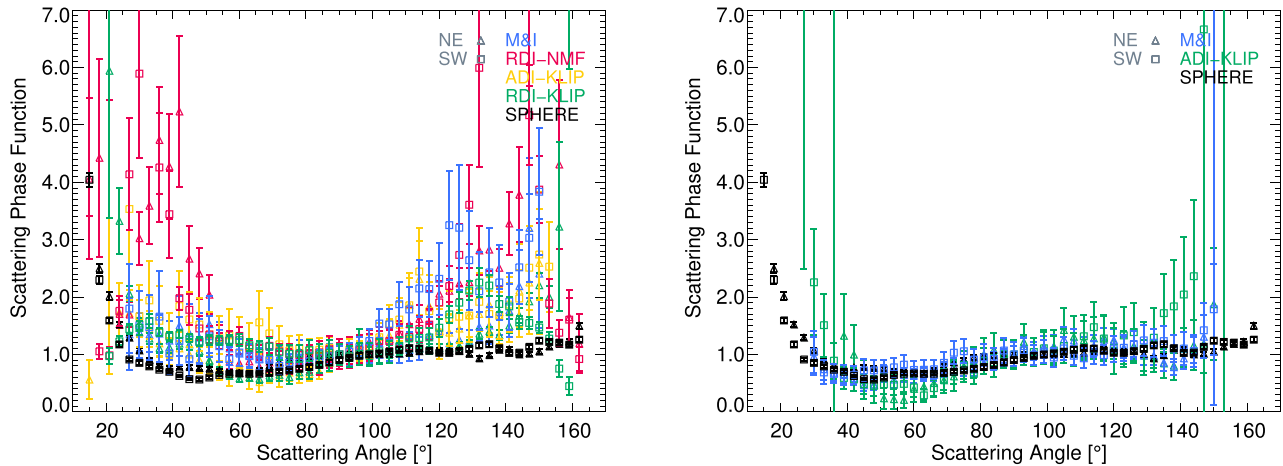 7.0
6.0
5.0
4.0
3.0
2.0
1.0
0.0
Scattering Phase Function
20 40 60 80 100 120 140 160
Scattering Angle [°]
NE M&I
SW RDI-NMF
ADI-KLIP
RDI-KLIP
SPHERE
7.0
6.0
5.0
4.0
3.0
2.0
1.0
0.0
Scattering Phase Function
20 40 60 80 100 120 140 160
Scattering Angle [°]
NE M&I
SW ADI-KLIP
SPHERE